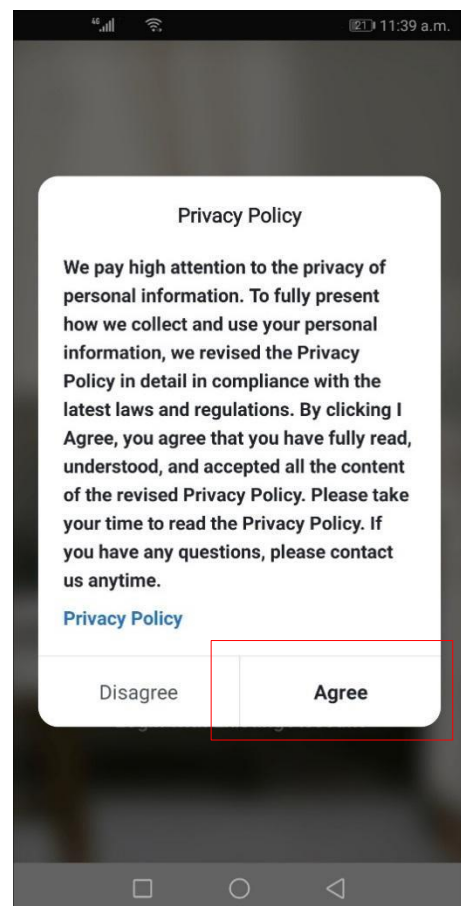 46
21 11:39 a.m.
Privacy Policy
We pay high attention to the privacy of
personal information. To fully present
how we collect and use your personal
information, we revised the Privacy
Policy in detail in compliance with the
latest laws and regulations. By clicking I
Agree, you agree that you have fully read,
understood, and accepted all the content
of the revised Privacy Policy. Please take
your time to read the Privacy Policy. If
you have any questions, please contact
us anytime.
Privacy Policy
Disagree
Agree